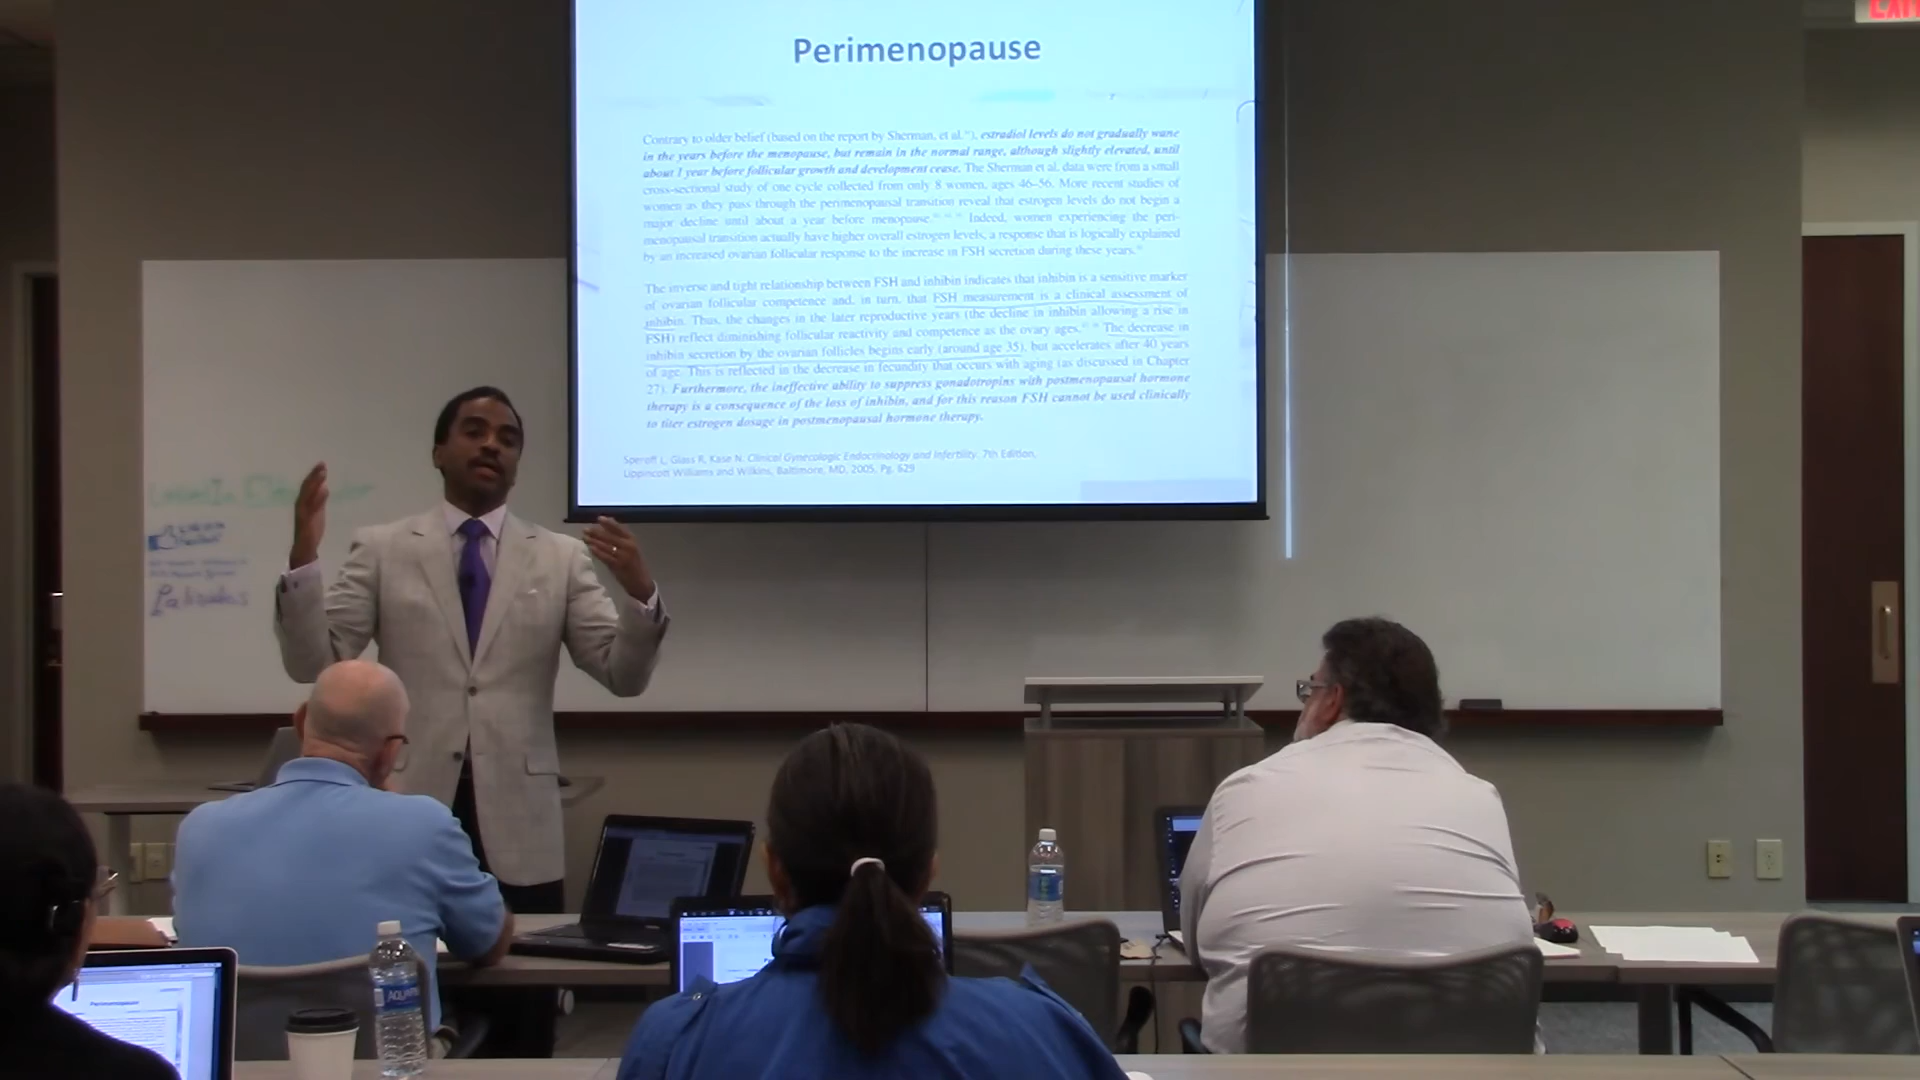 EXIT
Perimenopause
Contrary to older belief (based on the report by Sherman, et al.), estradiol levels do not gradually wane
in the years before the menopause, but remain in the normal range, although slightly elevated, until
about 1 year before follicular growth and development cease. The Sherman et al. data were from a small
cross-sectional study of one cycle collected from only 8 women, ages 46–56. More recent studies of
women as they pass through the perimenopausal transition reveal that estrogen levels do not begin a
major decline until about a year before menopause. Indeed, women experiencing the peri-
menopausal transition actually have higher overall estrogen levels, a response that is logically explained
by an increased ovarian follicular response to the increase in FSH secretion during these years.
The inverse and tight relationship between FSH and inhibin indicates that inhibin is a sensitive marker
of ovarian follicular competence and, in turn, that FSH measurement is a clinical assessment of
inhibin. Thus, the changes in the later reproductive years (the decline in inhibin allowing a rise in
FSH) reflect diminishing follicular reactivity and competence as the ovary ages. The decrease in
inhibin secretion by the ovarian follicles begins early (around age 35), but accelerates after 40 years
of age. This is reflected in the decrease in fecundity that occurs with aging (as discussed in Chapter
27). Furthermore, the ineffective ability to suppress gonadotropins with postmenopausal hormone
therapy is a consequence of the loss of inhibin, and for this reason FSH cannot be used clinically
to titer estrogen dosage in postmenopausal hormone therapy.
Speroff L, Glass R, Kase N. Clinical Gynecologic Endocrinology and Infertility. 7th Edition,
Lippincott Williams and Wilkins, Baltimore, MD, 2005. Pg. 629
Perimenopause